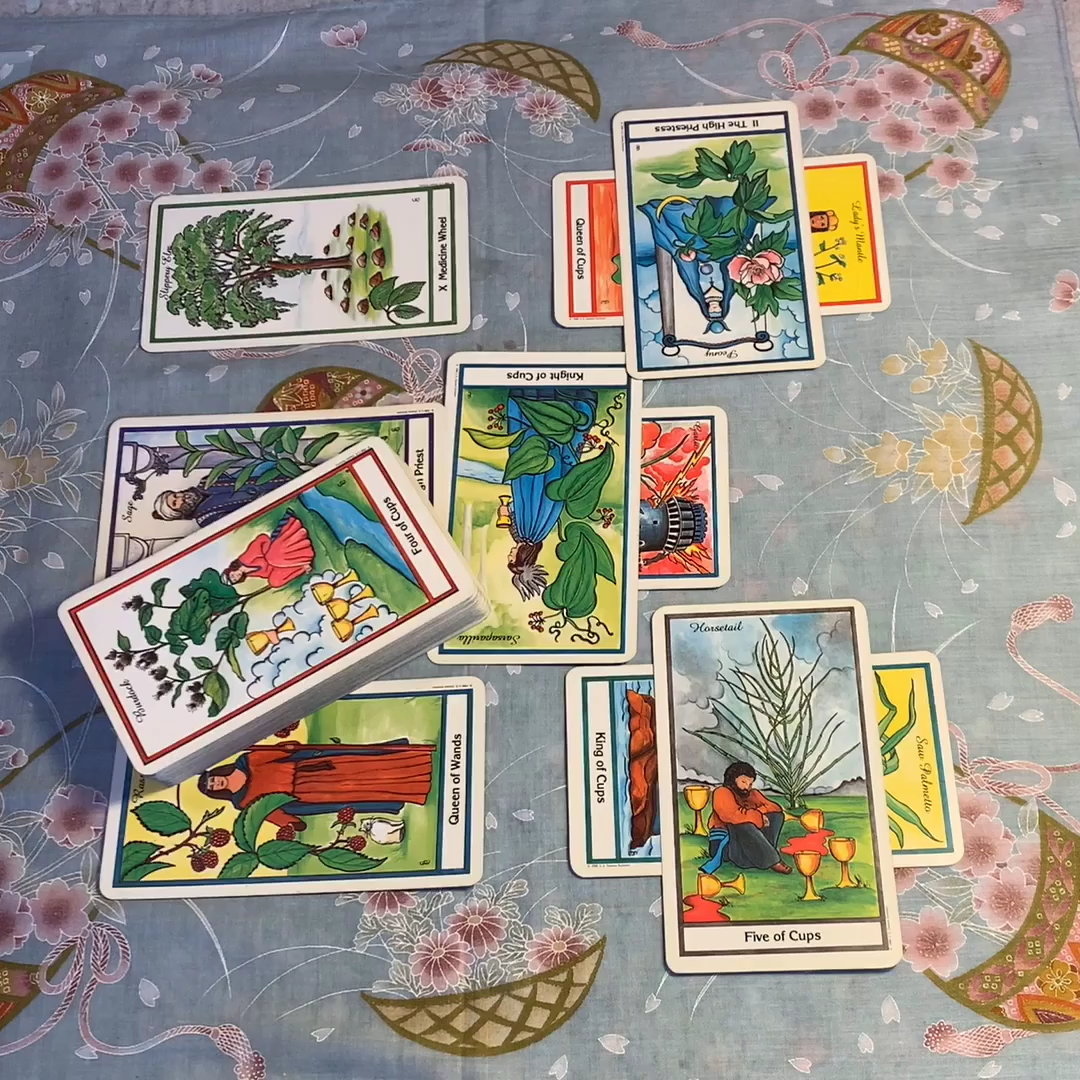 II The High Priestess
Peony
Queen of Cups
Lady's Mantle
Slippery Elm
X Medicine Wheel
Knight of Cups
Sarsaparilla
Sage
Priest
Four of Cups
Burdock
Queen of Wands
Horsetail
Five of Cups
King of Cups
Saw Palmetto